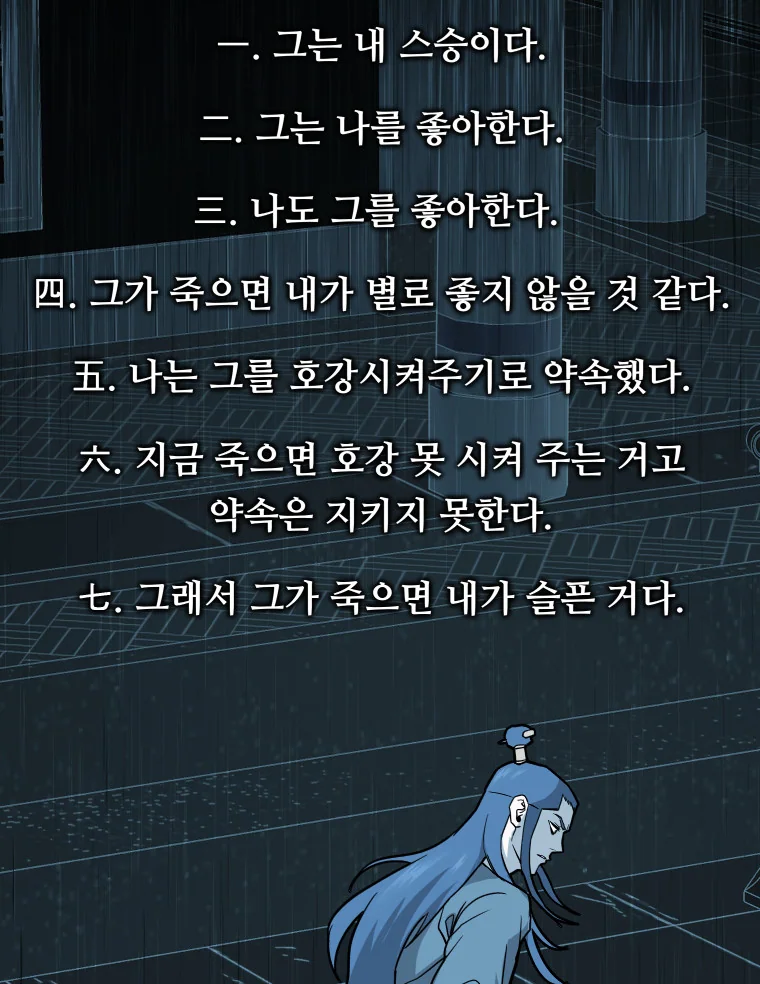 一. 그는 내 스승이다.
二. 그는 나를 좋아한다.
三. 나도 그를 좋아한다.
四. 그가 죽으면 내가 별로 좋지 않을 것 같다.
五. 나는 그를 호강시켜주기로 약속했다.
六. 지금 죽으면 호강 못 시켜 주는 거고
약속은 지키지 못한다.
七. 그래서 그가 죽으면 내가 슬픈 거다.